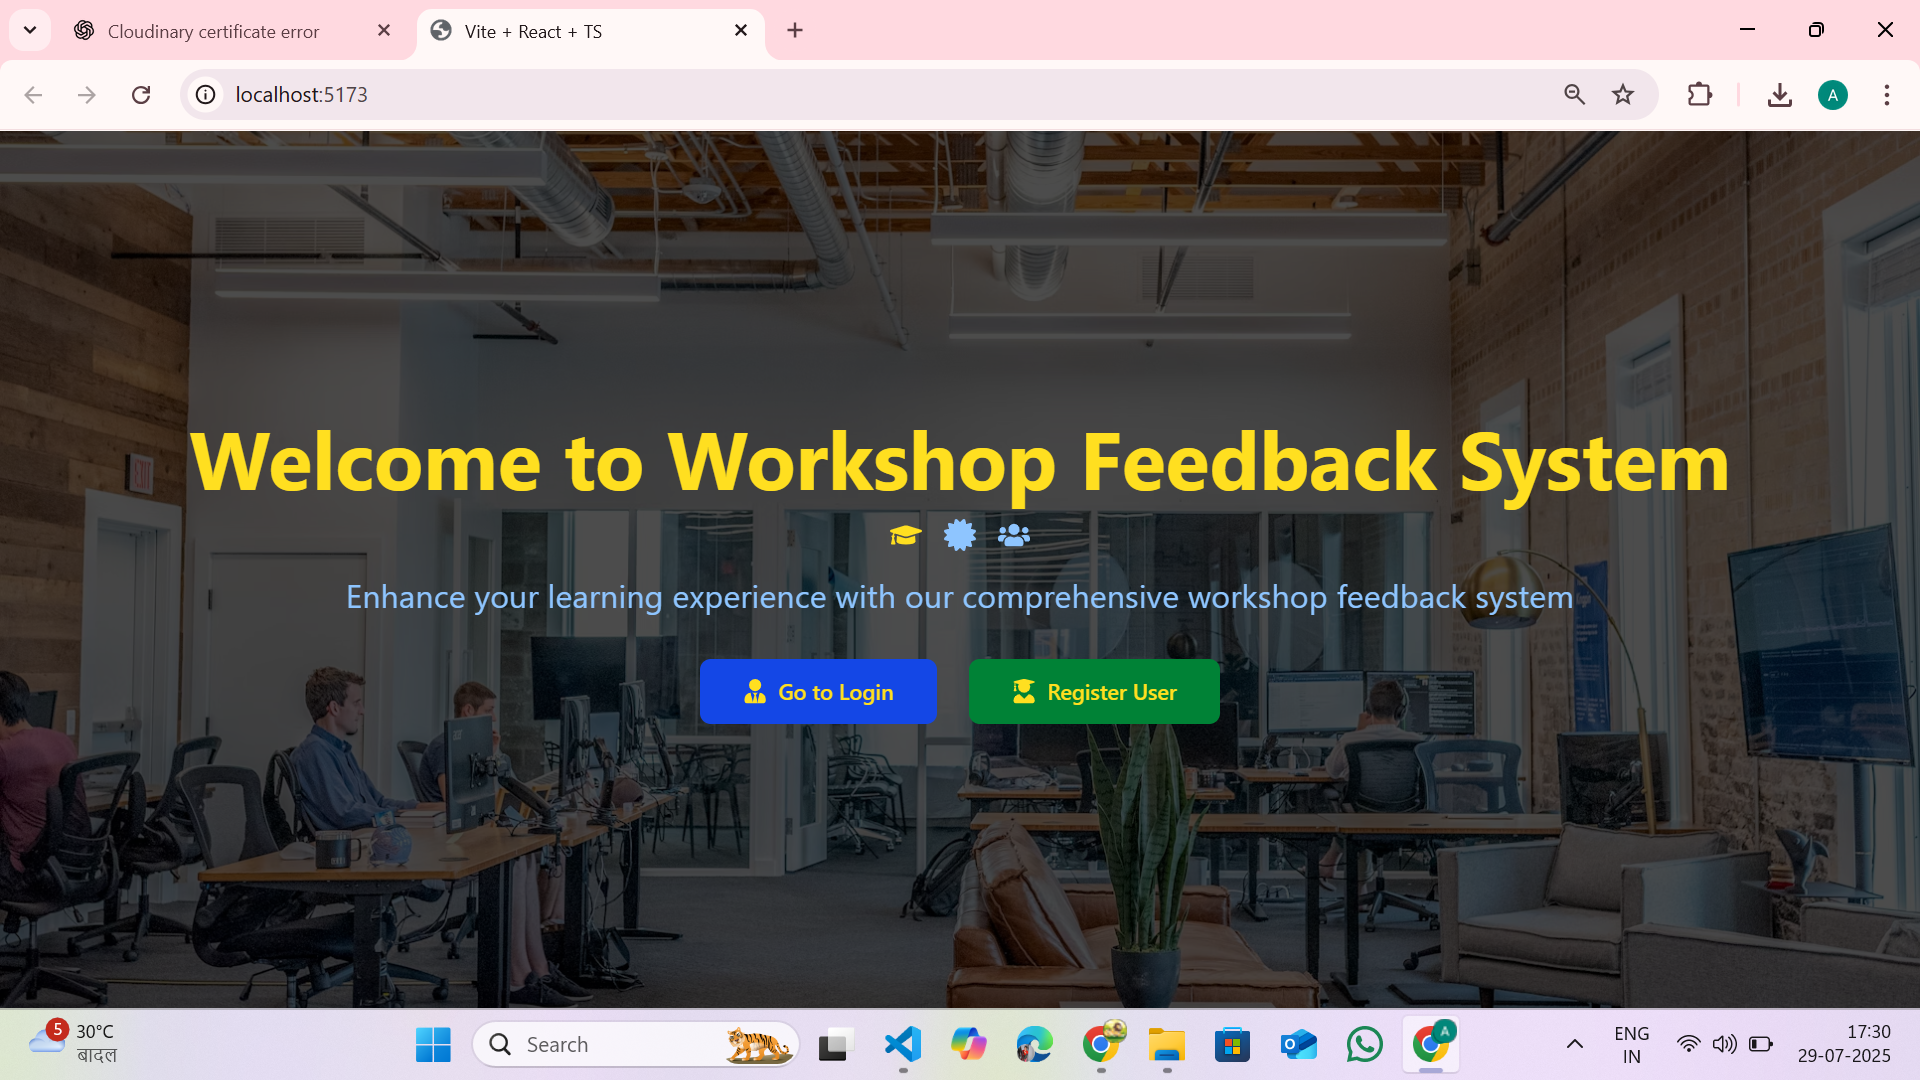 Cloudinary certificate error
Vite + React + TS
localhost:5173
A
EXIT
Welcome to Workshop Feedback System
Enhance your learning experience with our comprehensive workshop feedback system
Go to Login
Register User
5
30°C
बादल
Search
A
ENG
IN
17:30
29-07-2025